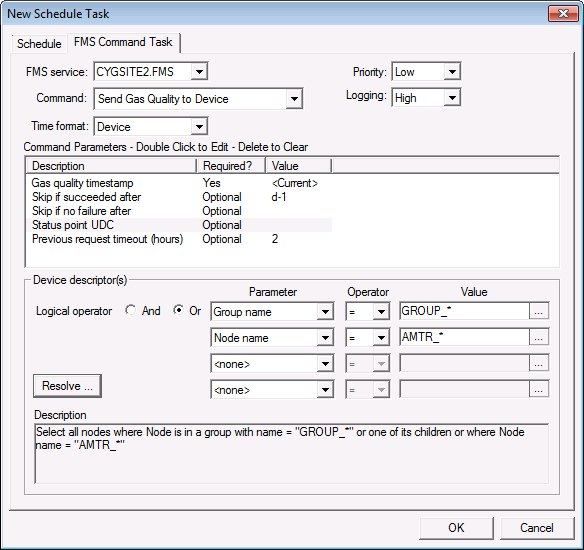 New Schedule Task
Schedule FMS Command Task
FMS service: CYGSITE2.FMS Priority: Low
Command: Send Gas Quality to Device Logging: High
Time format: Device
Command Parameters - Double Click to Edit - Delete to Clear
Description Required? Value
Gas quality timestamp Yes <Current>
Skip if succeeded after Optional d-1
Skip if no failure after Optional
Status point UDC Optional
Previous request timeout (hours) Optional 2
Device descriptor(s)
Parameter Operator Value
Logical operator And Or Group name = GROUP_* ...
Node name = AMTR_* ...
<none> = ...
Resolve ... <none> = ...
Description
Select all nodes where Node is in a group with name = "GROUP_*" or one of its children or where Node
name = "AMTR_*"
OK Cancel